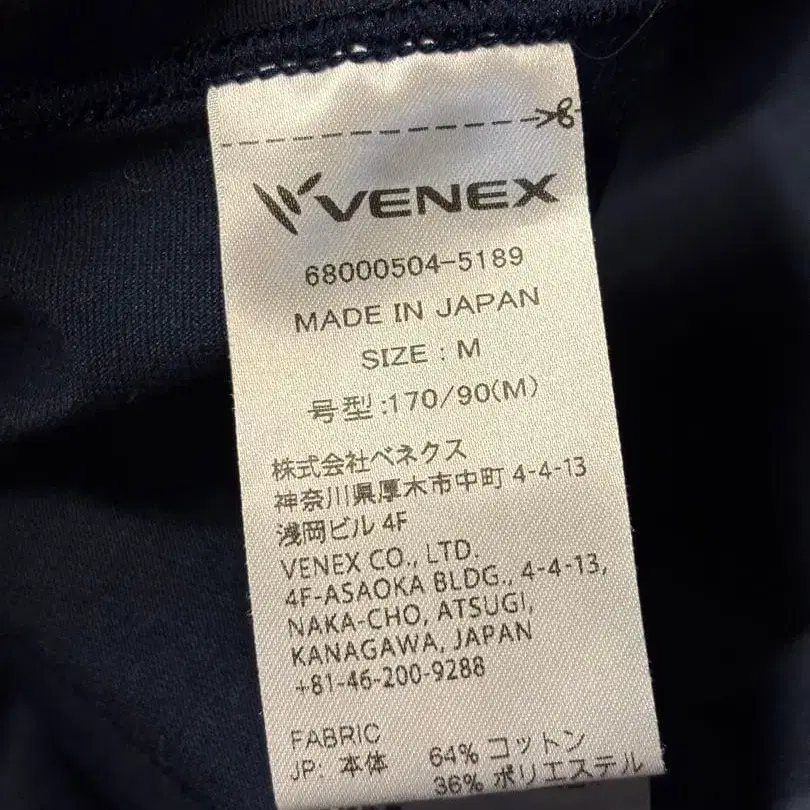 VENEX
68000504-5189
MADE IN JAPAN
SIZE : M
号型:170/90(M)
株式会社ベネクス
神奈川県厚木市中町 4-4-13
浅岡ビル 4F
VENEX CO., LTD.
4F-ASAOKA BLDG., 4-4-13,
NAKA-CHO, ATSUGI,
KANAGAWA, JAPAN
+81-46-200-9288
FABRIC
JP: 本体 64% コットン
36% ポリエステル